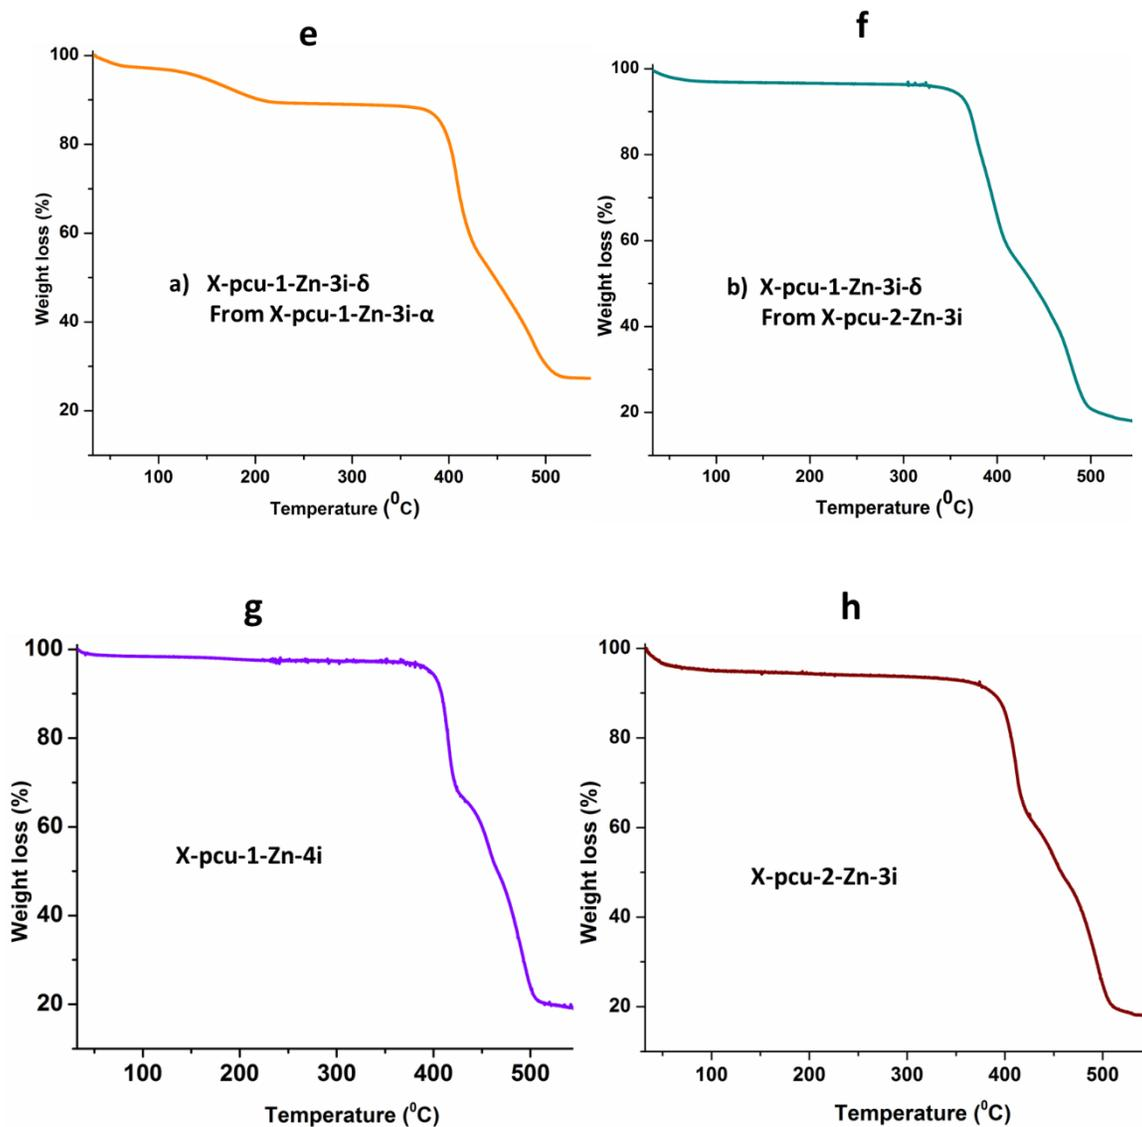 e
100
80
60
40
20
Weight loss (%)
a) X-pcu-1-Zn-3i-δ
From X-pcu-1-Zn-3i-α
100
200
300
400
500
Temperature (⁰C)
f
100
80
60
40
20
Weight loss (%)
b) X-pcu-1-Zn-3i-δ
From X-pcu-2-Zn-3i
100
200
300
400
500
Temperature (⁰C)
g
100
80
60
40
20
Weight loss (%)
X-pcu-1-Zn-4i
100
200
300
400
500
Temperature (⁰C)
h
100
80
60
40
20
Weight loss (%)
X-pcu-2-Zn-3i
100
200
300
400
500
Temperature (⁰C)